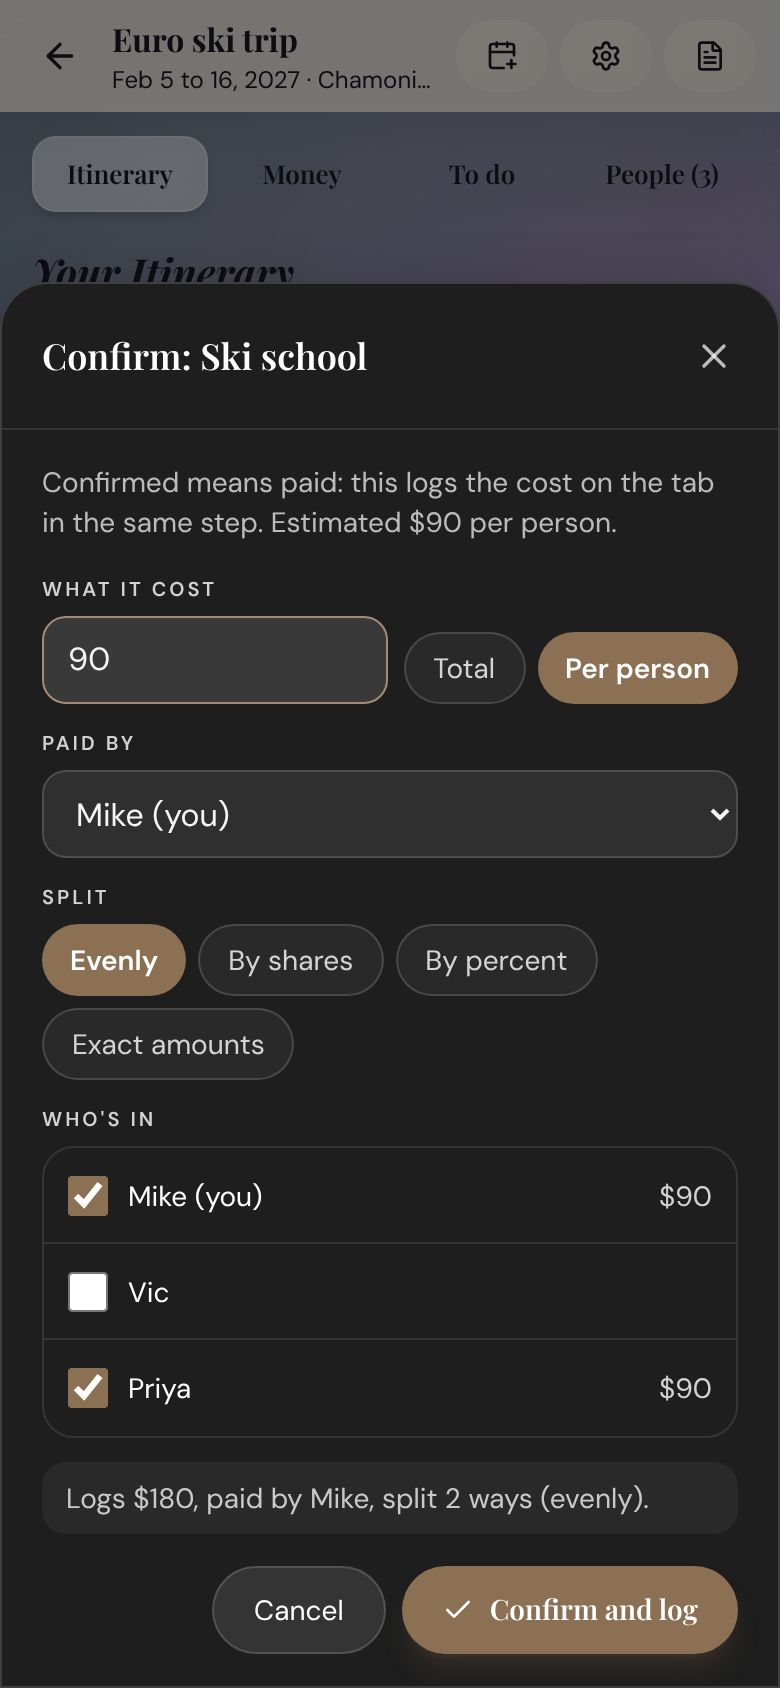 Euro ski trip
Feb 5 to 16, 2027 · Chamoni...
Itinerary Money To do People (3)
Your Itinerary
Confirm: Ski school
Confirmed means paid: this logs the cost on the tab
in the same step. Estimated $90 per person.
WHAT IT COST
90 Total Per person
PAID BY
Mike (you)
SPLIT
Evenly By shares By percent
Exact amounts
WHO'S IN
Mike (you) $90
Vic
Priya $90
Logs $180, paid by Mike, split 2 ways (evenly).
Cancel Confirm and log